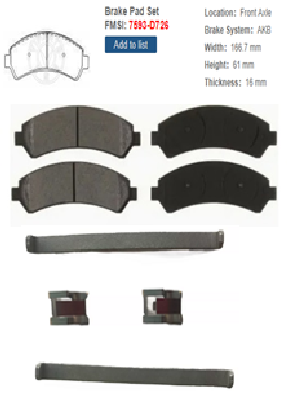 Brake Pad Set
FMSI: 7593-D726
Add to list
Location: Front Axle
Brake System: AKB
Width: 166.7 mm
Height: 61 mm
Thickness: 16 mm